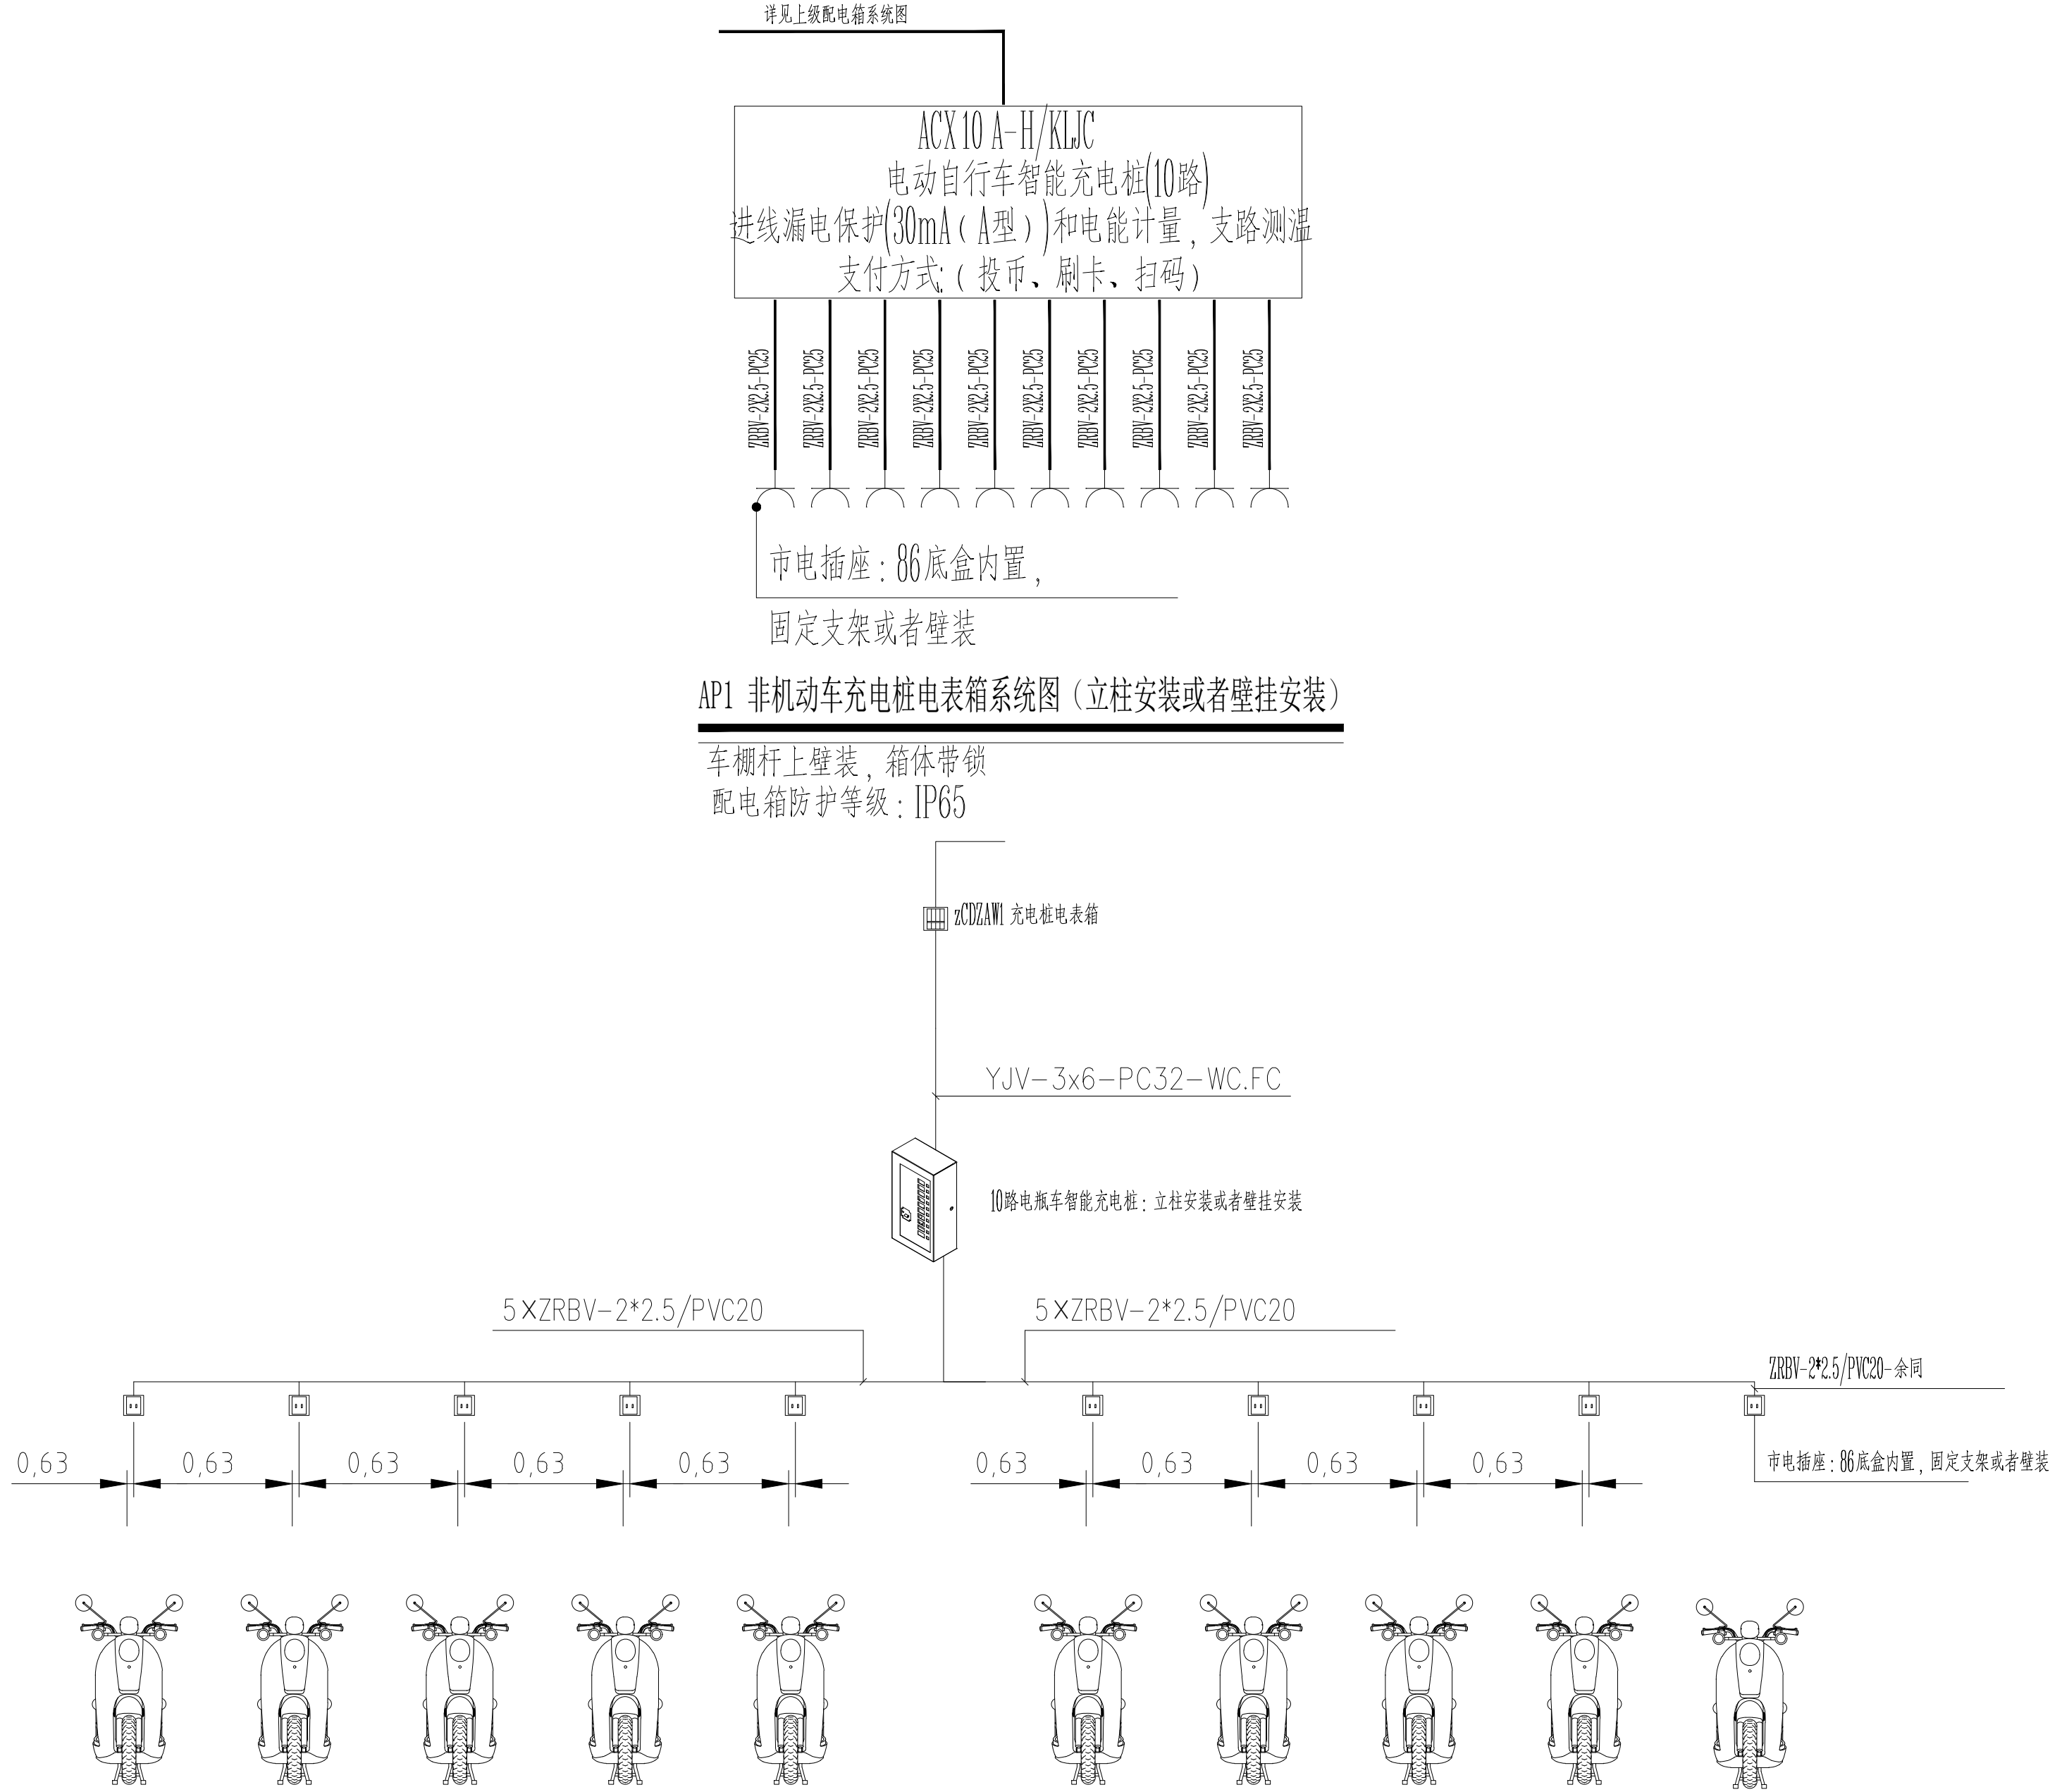 详见上级配电箱系统图
ACX10 A-H/KLJC
电动自行车智能充电桩(10路)
进线漏电保护(30mA(A型))和电能计量,支路测温
支付方式:(投币、刷卡、扫码)
ZRBV-2X2.5-PC25
ZRBV-2X2.5-PC25
ZRBV-2X2.5-PC25
ZRBV-2X2.5-PC25
ZRBV-2X2.5-PC25
ZRBV-2X2.5-PC25
ZRBV-2X2.5-PC25
ZRBV-2X2.5-PC25
ZRBV-2X2.5-PC25
ZRBV-2X2.5-PC25
市电插座:86底盒内置,
固定支架或者壁装
AP1 非机动车充电桩电表箱系统图(立柱安装或者壁挂安装)
车棚杆上壁装,箱体带锁
配电箱防护等级:IP65
zCDZAW1 充电桩电表箱
YJV-3x6-PC32-WC.FC
10路电瓶车智能充电桩:立柱安装或者壁挂安装
5×ZRBV-2*2.5/PVC20
5×ZRBV-2*2.5/PVC20
ZRBV-2*2.5/PVC20-余同
0,63
0,63
0,63
0,63
0,63
0,63
0,63
0,63
0,63
市电插座:86底盒内置,固定支架或者壁装